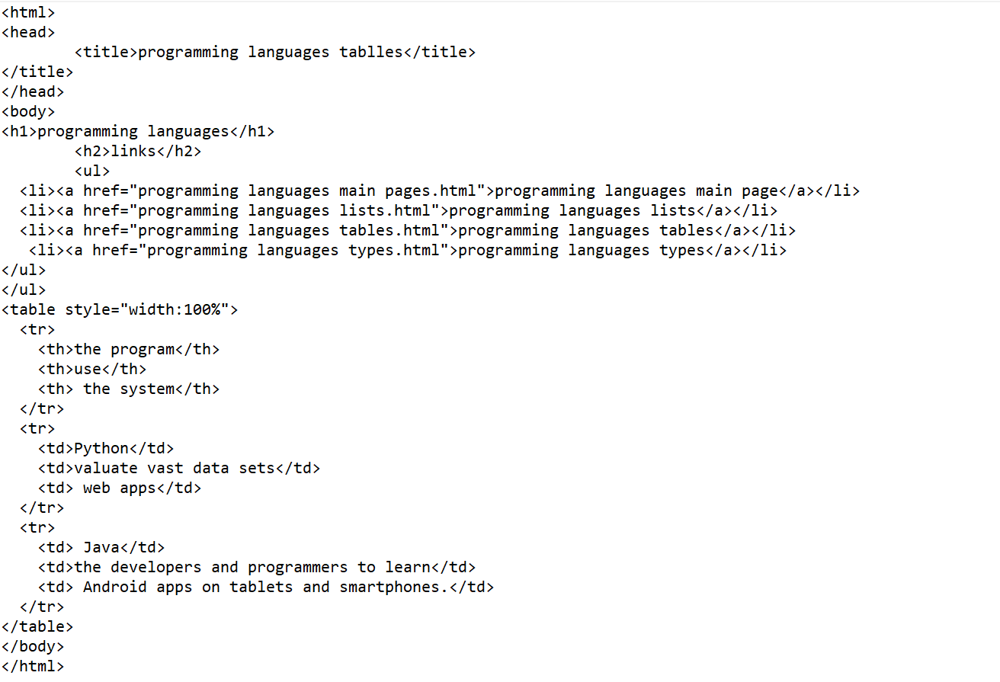 <html>
<head>
        <title>programming languages tablles</title>
</title>
</head>
<body>
<h1>programming languages</h1>
        <h2>links</h2>
        <ul>
  <li><a href="programming languages main pages.html">programming languages main page</a></li>
  <li><a href="programming languages lists.html">programming languages lists</a></li>
  <li><a href="programming languages tables.html">programming languages tables</a></li>
   <li><a href="programming languages types.html">programming languages types</a></li>
</ul>
</ul>
<table style="width:100%">
  <tr>
    <th>the program</th>
    <th>use</th>
    <th> the system</th>
  </tr>
  <tr>
    <td>Python</td>
    <td>valuate vast data sets</td>
    <td> web apps</td>
  </tr>
  <tr>
    <td> Java</td>
    <td>the developers and programmers to learn</td>
    <td> Android apps on tablets and smartphones.</td>
  </tr>
</table>
</body>
</html>